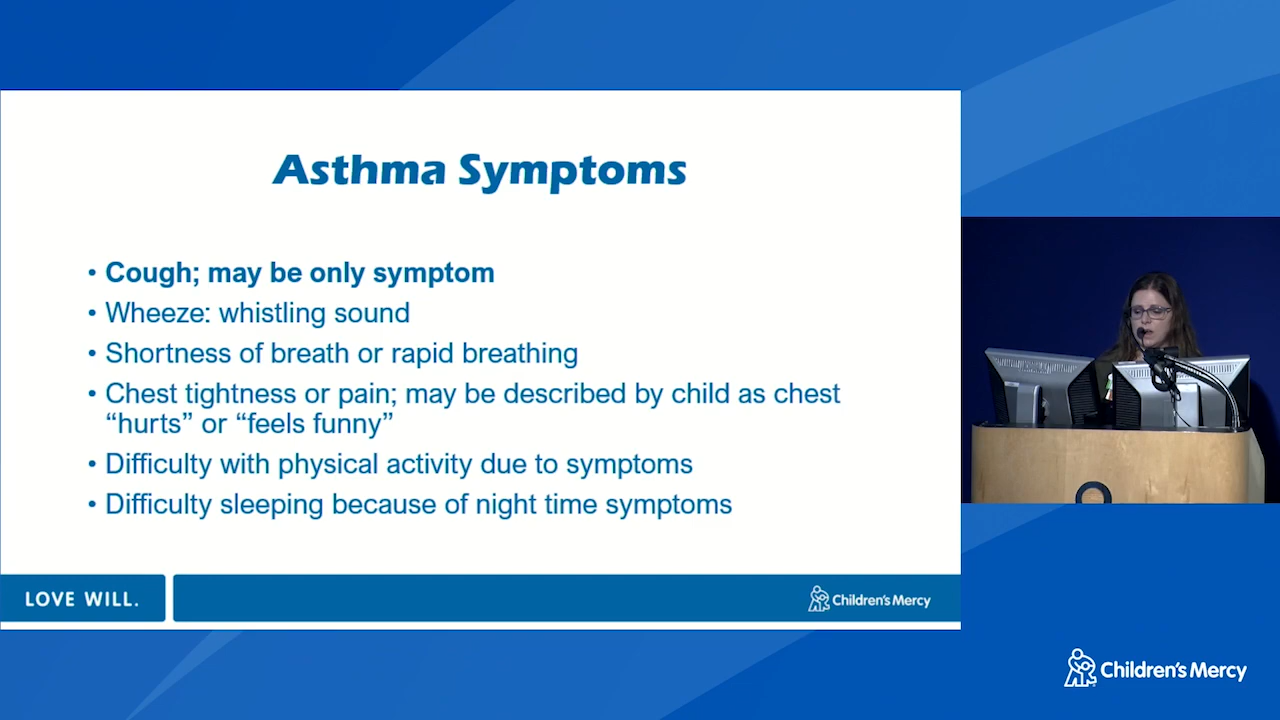 Asthma Symptoms
• Cough; may be only symptom
• Wheeze: whistling sound
• Shortness of breath or rapid breathing
• Chest tightness or pain; may be described by child as chest
“hurts” or “feels funny”
• Difficulty with physical activity due to symptoms
• Difficulty sleeping because of night time symptoms
LOVE WILL.
Children's Mercy
Children's Mercy